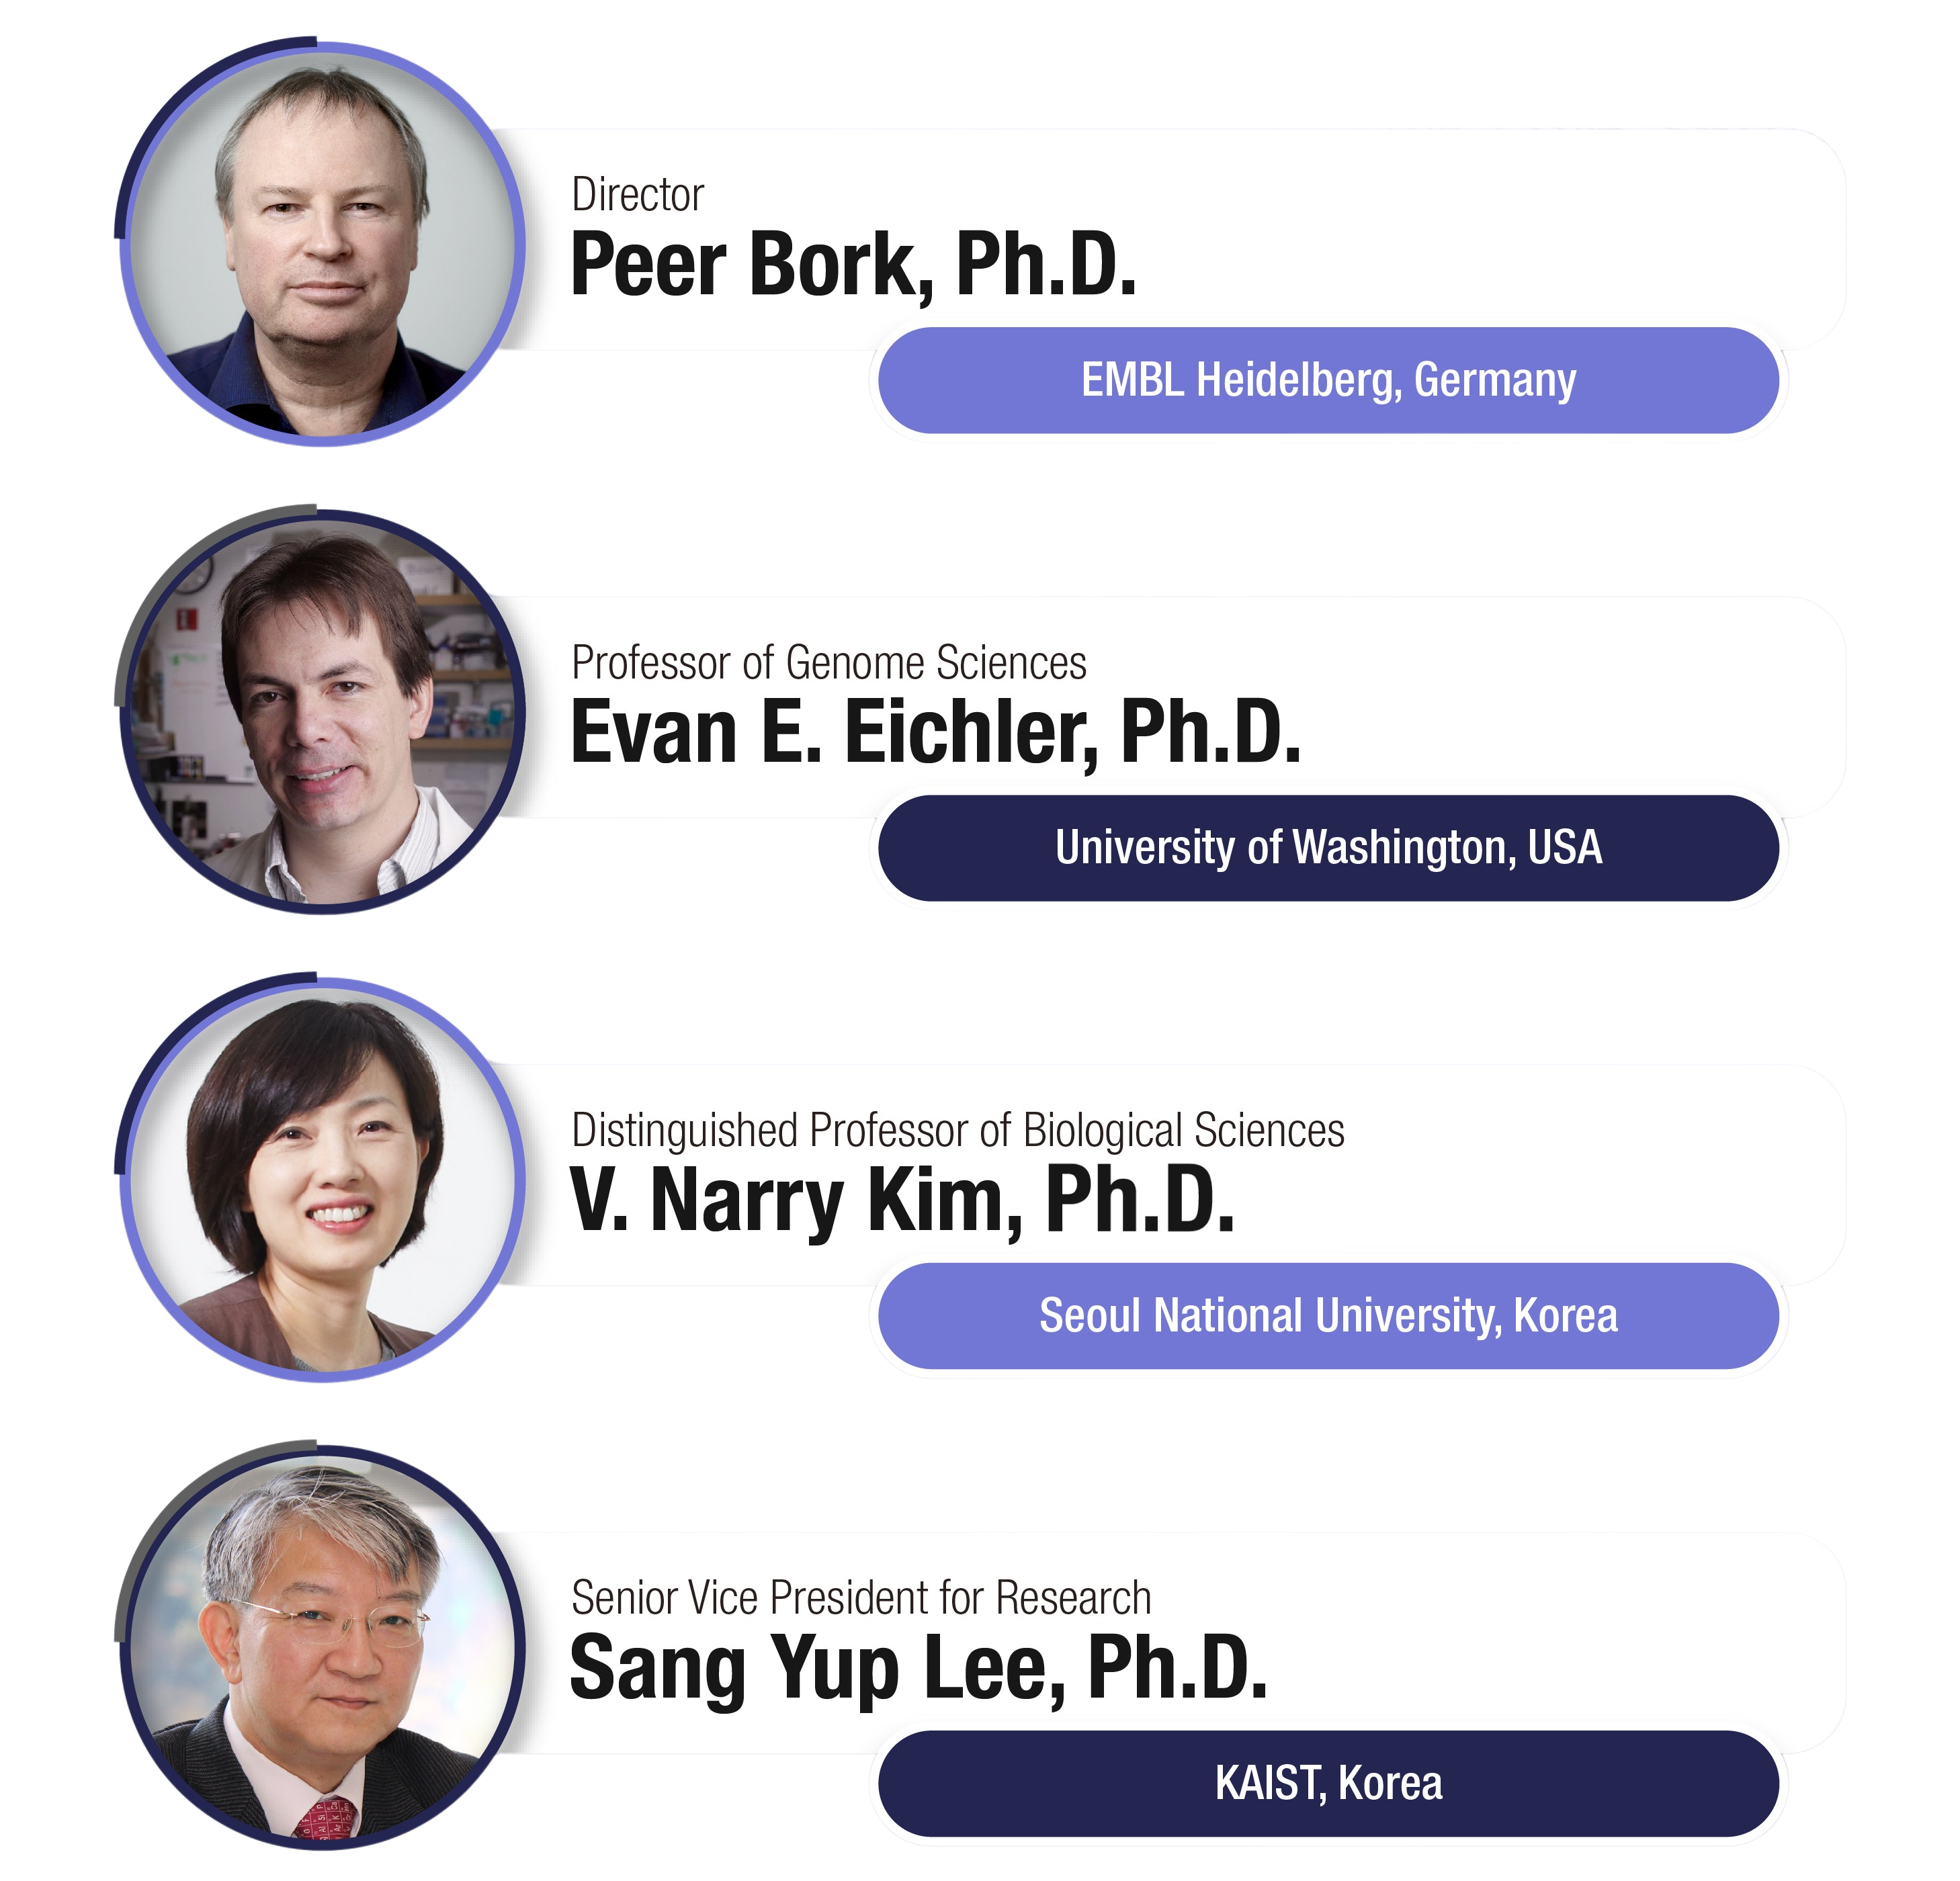 Director
Peer Bork, Ph.D.
EMBL Heidelberg, Germany
Professor of Genome Sciences
Evan E. Eichler, Ph.D.
University of Washington, USA
Distinguished Professor of Biological Sciences
V. Narry Kim, Ph.D.
Seoul National University, Korea
Senior Vice President for Research
Sang Yup Lee, Ph.D.
KAIST, Korea